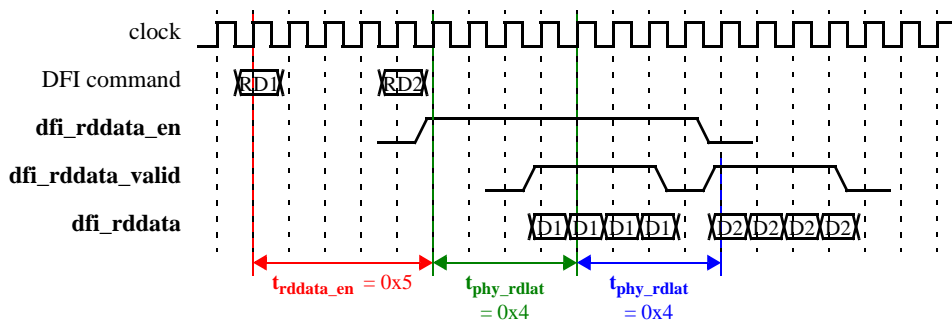 clock
DFI command RD1 RD2
dfi_rddata_en
dfi_rddata_valid
dfi_rddata D1 D1 D1 D1 D2 D2 D2 D2
trddata_en = 0x5 tphy_rdlat tphy_rdlat
= 0x4 = 0x4